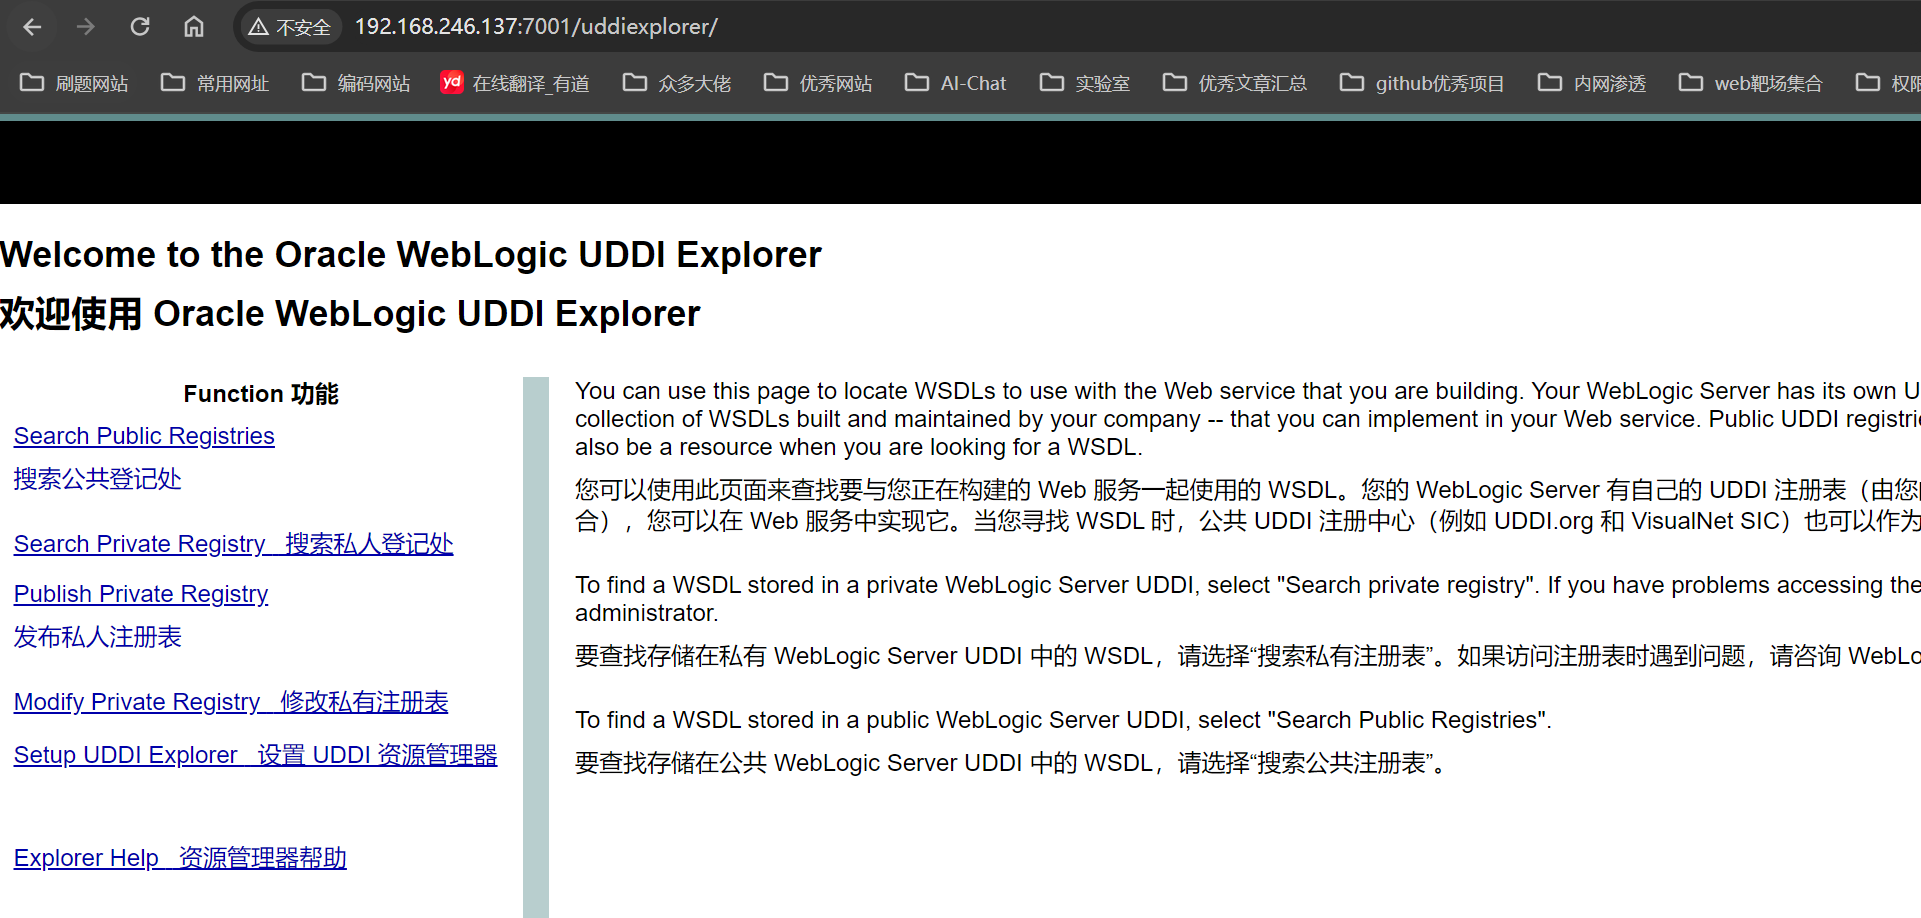 不安全 192.168.246.137:7001/uddiexplorer/
刷题网站 常用网址 编码网站 yd 在线翻译_有道 众多大佬 优秀网站 AI-Chat 实验室 优秀文章汇总 github优秀项目 内网渗透 web靶场集合 权限
Welcome to the Oracle WebLogic UDDI Explorer
欢迎使用 Oracle WebLogic UDDI Explorer
Function 功能
Search Public Registries
搜索公共登记处
Search Private Registry 搜索私人登记处
Publish Private Registry
发布私人注册表
Modify Private Registry 修改私有注册表
Setup UDDI Explorer 设置 UDDI 资源管理器
Explorer Help 资源管理器帮助
You can use this page to locate WSDLs to use with the Web service that you are building. Your WebLogic Server has its own U
collection of WSDLs built and maintained by your company -- that you can implement in your Web service. Public UDDI registrie
also be a resource when you are looking for a WSDL.
您可以使用此页面来查找要与您正在构建的 Web 服务一起使用的 WSDL。您的 WebLogic Server 有自己的 UDDI 注册表（由您
合），您可以在 Web 服务中实现它。当您寻找 WSDL 时，公共 UDDI 注册中心（例如 UDDI.org 和 VisualNet SIC）也可以作为
To find a WSDL stored in a private WebLogic Server UDDI, select "Search private registry". If you have problems accessing the
administrator.
要查找存储在私有 WebLogic Server UDDI 中的 WSDL，请选择“搜索私有注册表”。如果访问注册表时遇到问题，请咨询 WebLo
To find a WSDL stored in a public WebLogic Server UDDI, select "Search Public Registries".
要查找存储在公共 WebLogic Server UDDI 中的 WSDL，请选择“搜索公共注册表”。